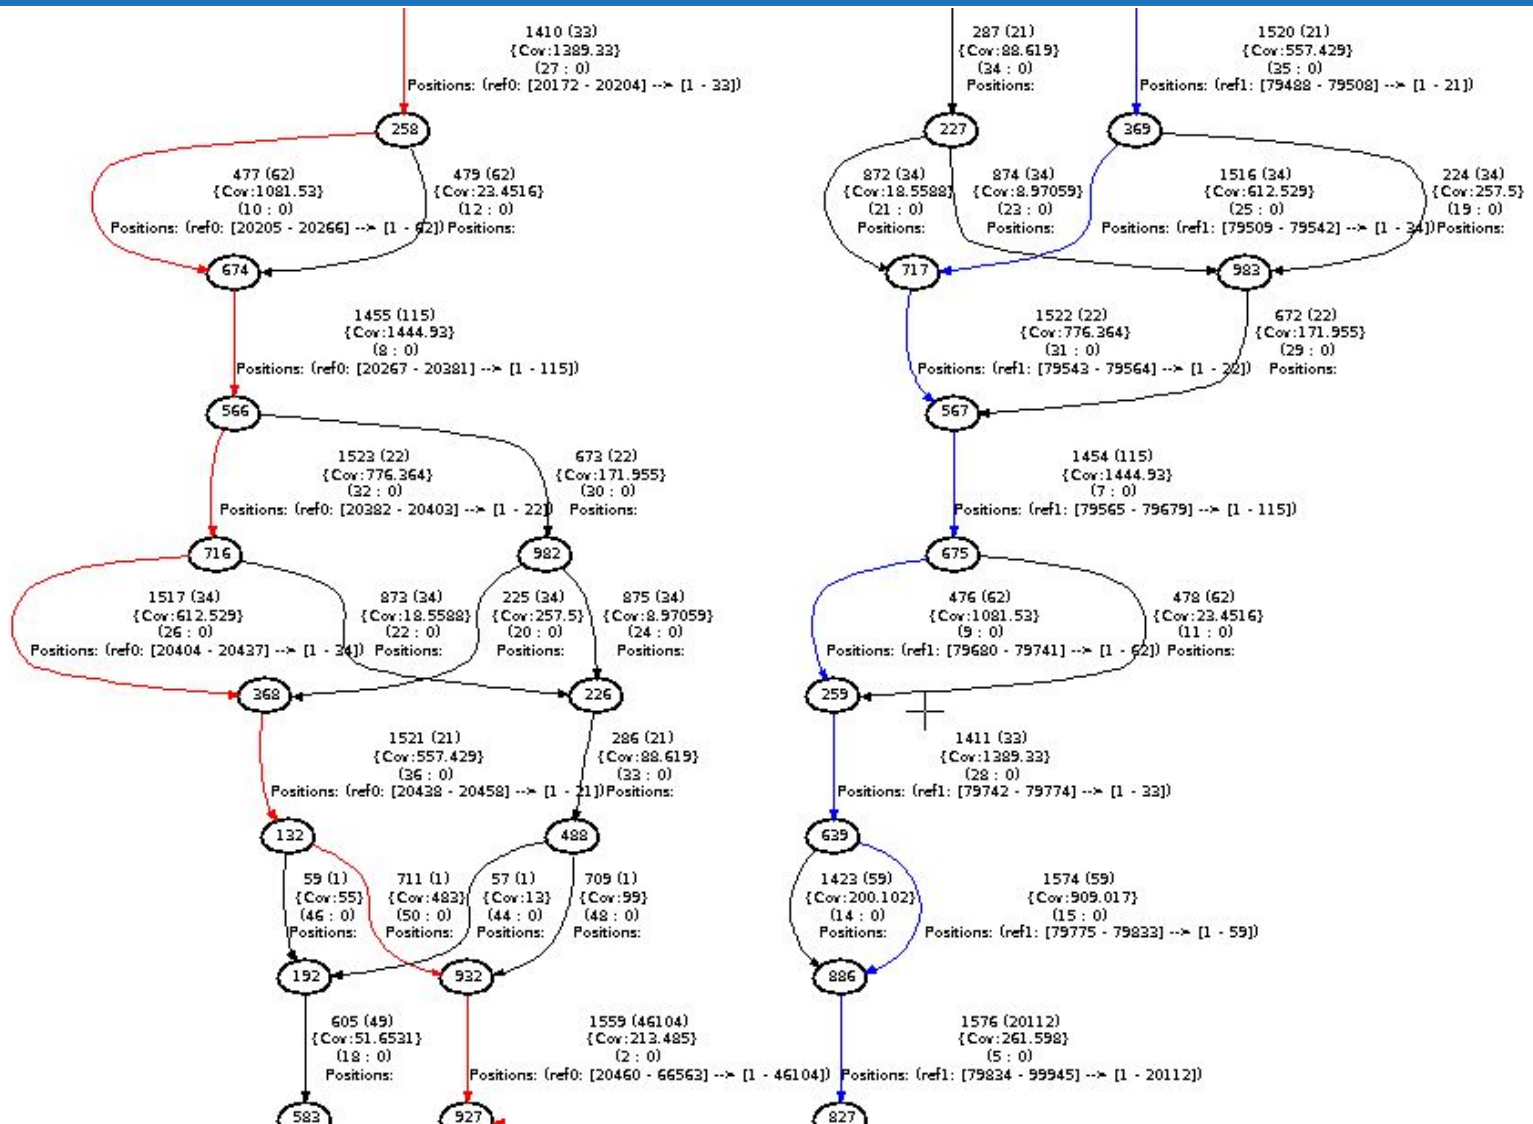 1410 (33)
{Cov:1389.33}
(27 : 0)
Positions: (ref0: [20172 - 20204] --> [1 - 33])
287 (21)
{Cov:88.619}
(34 : 0)
Positions:
1520 (21)
{Cov:557.429}
(35 : 0)
Positions: (ref1: [79488 - 79508] --> [1 - 21])
258
227
369
477 (62)
{Cov:1081.53}
(10 : 0)
Positions: (ref0: [20205 - 20266] --> [1 - 62])
479 (62)
{Cov:23.4516}
(12 : 0)
Positions:
872 (34)
{Cov:18.5588}
(21 : 0)
Positions:
874 (34)
{Cov:8.97059}
(23 : 0)
Positions:
1516 (34)
{Cov:612.529}
(25 : 0)
Positions: (ref1: [79509 - 79542] --> [1 - 34])
224 (34)
{Cov:257.5}
(19 : 0)
Positions:
674
717
983
1455 (115)
{Cov:1444.93}
(8 : 0)
Positions: (ref0: [20267 - 20381] --> [1 - 115])
1522 (22)
{Cov:776.364}
(31 : 0)
Positions: (ref1: [79543 - 79564] --> [1 - 22])
672 (22)
{Cov:171.955}
(29 : 0)
Positions:
566
567
1523 (22)
{Cov:776.364}
(32 : 0)
Positions: (ref0: [20382 - 20403] --> [1 - 22])
673 (22)
{Cov:171.955}
(30 : 0)
Positions:
1454 (115)
{Cov:1444.93}
(7 : 0)
Positions: (ref1: [79565 - 79679] --> [1 - 115])
716
982
675
1517 (34)
{Cov:612.529}
(26 : 0)
Positions: (ref0: [20404 - 20437] --> [1 - 34])
873 (34)
{Cov:18.5588}
(22 : 0)
Positions:
225 (34)
{Cov:257.5}
(20 : 0)
Positions:
875 (34)
{Cov:8.97059}
(24 : 0)
Positions:
476 (62)
{Cov:1081.53}
(9 : 0)
Positions: (ref1: [79680 - 79741] --> [1 - 62])
478 (62)
{Cov:23.4516}
(11 : 0)
Positions:
368
226
259
1521 (21)
{Cov:557.429}
(36 : 0)
Positions: (ref0: [20438 - 20458] --> [1 - 21])
286 (21)
{Cov:88.619}
(33 : 0)
Positions:
1411 (33)
{Cov:1389.33}
(28 : 0)
Positions: (ref1: [79742 - 79774] --> [1 - 33])
132
488
639
59 (1)
{Cov:55}
(46 : 0)
Positions:
711 (1)
{Cov:483}
(50 : 0)
Positions:
57 (1)
{Cov:13}
(44 : 0)
Positions:
709 (1)
{Cov:99}
(48 : 0)
Positions:
1423 (59)
{Cov:200.102}
(14 : 0)
Positions:
1574 (59)
{Cov:909.017}
(15 : 0)
Positions: (ref1: [79775 - 79833] --> [1 - 59])
192
932
886
605 (49)
{Cov:51.6531}
(18 : 0)
Positions:
1559 (46104)
{Cov:213.485}
(2 : 0)
Positions: (ref0: [20460 - 66563] --> [1 - 46104])
1576 (20112)
{Cov:261.598}
(5 : 0)
Positions: (ref1: [79834 - 99945] --> [1 - 20112])
583
927
827